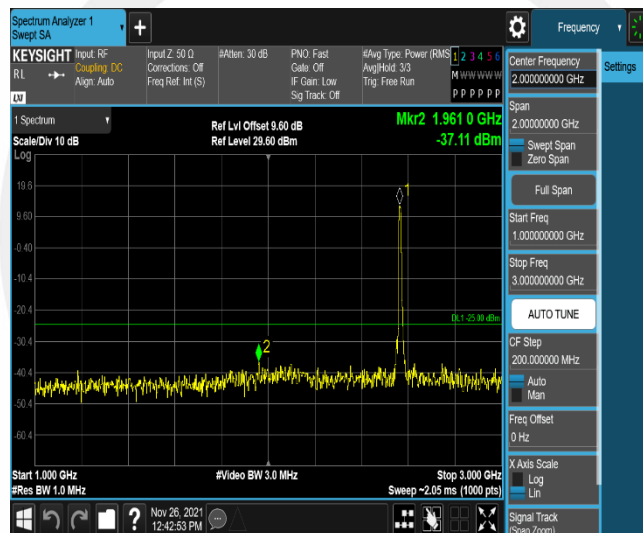 Spectrum Analyzer 1
Swept SA
Frequency
KEYSIGHT
RL
LXI
Input: RF
Coupling: DC
Align: Auto
Input Z: 50 Ω
Corrections: Off
Freq Ref: Int (S)
#Atten: 30 dB
PNO: Fast
Gate: Off
IF Gain: Low
Sig Track: Off
#Avg Type: Power (RMS
Avg|Hold: 3/3
Trig: Free Run
1 2 3 4 5 6
M W W W W W
P P P P P P
Center Frequency
2.000000000 GHz
Settings
Span
2.00000000 GHz
Swept Span
Zero Span
Full Span
Start Freq
1.000000000 GHz
Stop Freq
3.000000000 GHz
AUTO TUNE
CF Step
200.000000 MHz
Auto
Man
Freq Offset
0 Hz
X Axis Scale
Log
Lin
Signal Track
(Span Zoom)
1 Spectrum
Scale/Div 10 dB
Log
Ref Lvl Offset 9.60 dB
Ref Level 29.60 dBm
Mkr2 1.961 0 GHz
-37.11 dBm
19.6
9.60
-0.40
-10.4
-20.4
-30.4
-40.4
-50.4
-60.4
1
DL1 -25.00 dBm
2
Start 1.000 GHz
#Res BW 1.0 MHz
#Video BW 3.0 MHz
Stop 3.000 GHz
Sweep ~2.05 ms (1000 pts)
?
Nov 26, 2021
12:42:53 PM